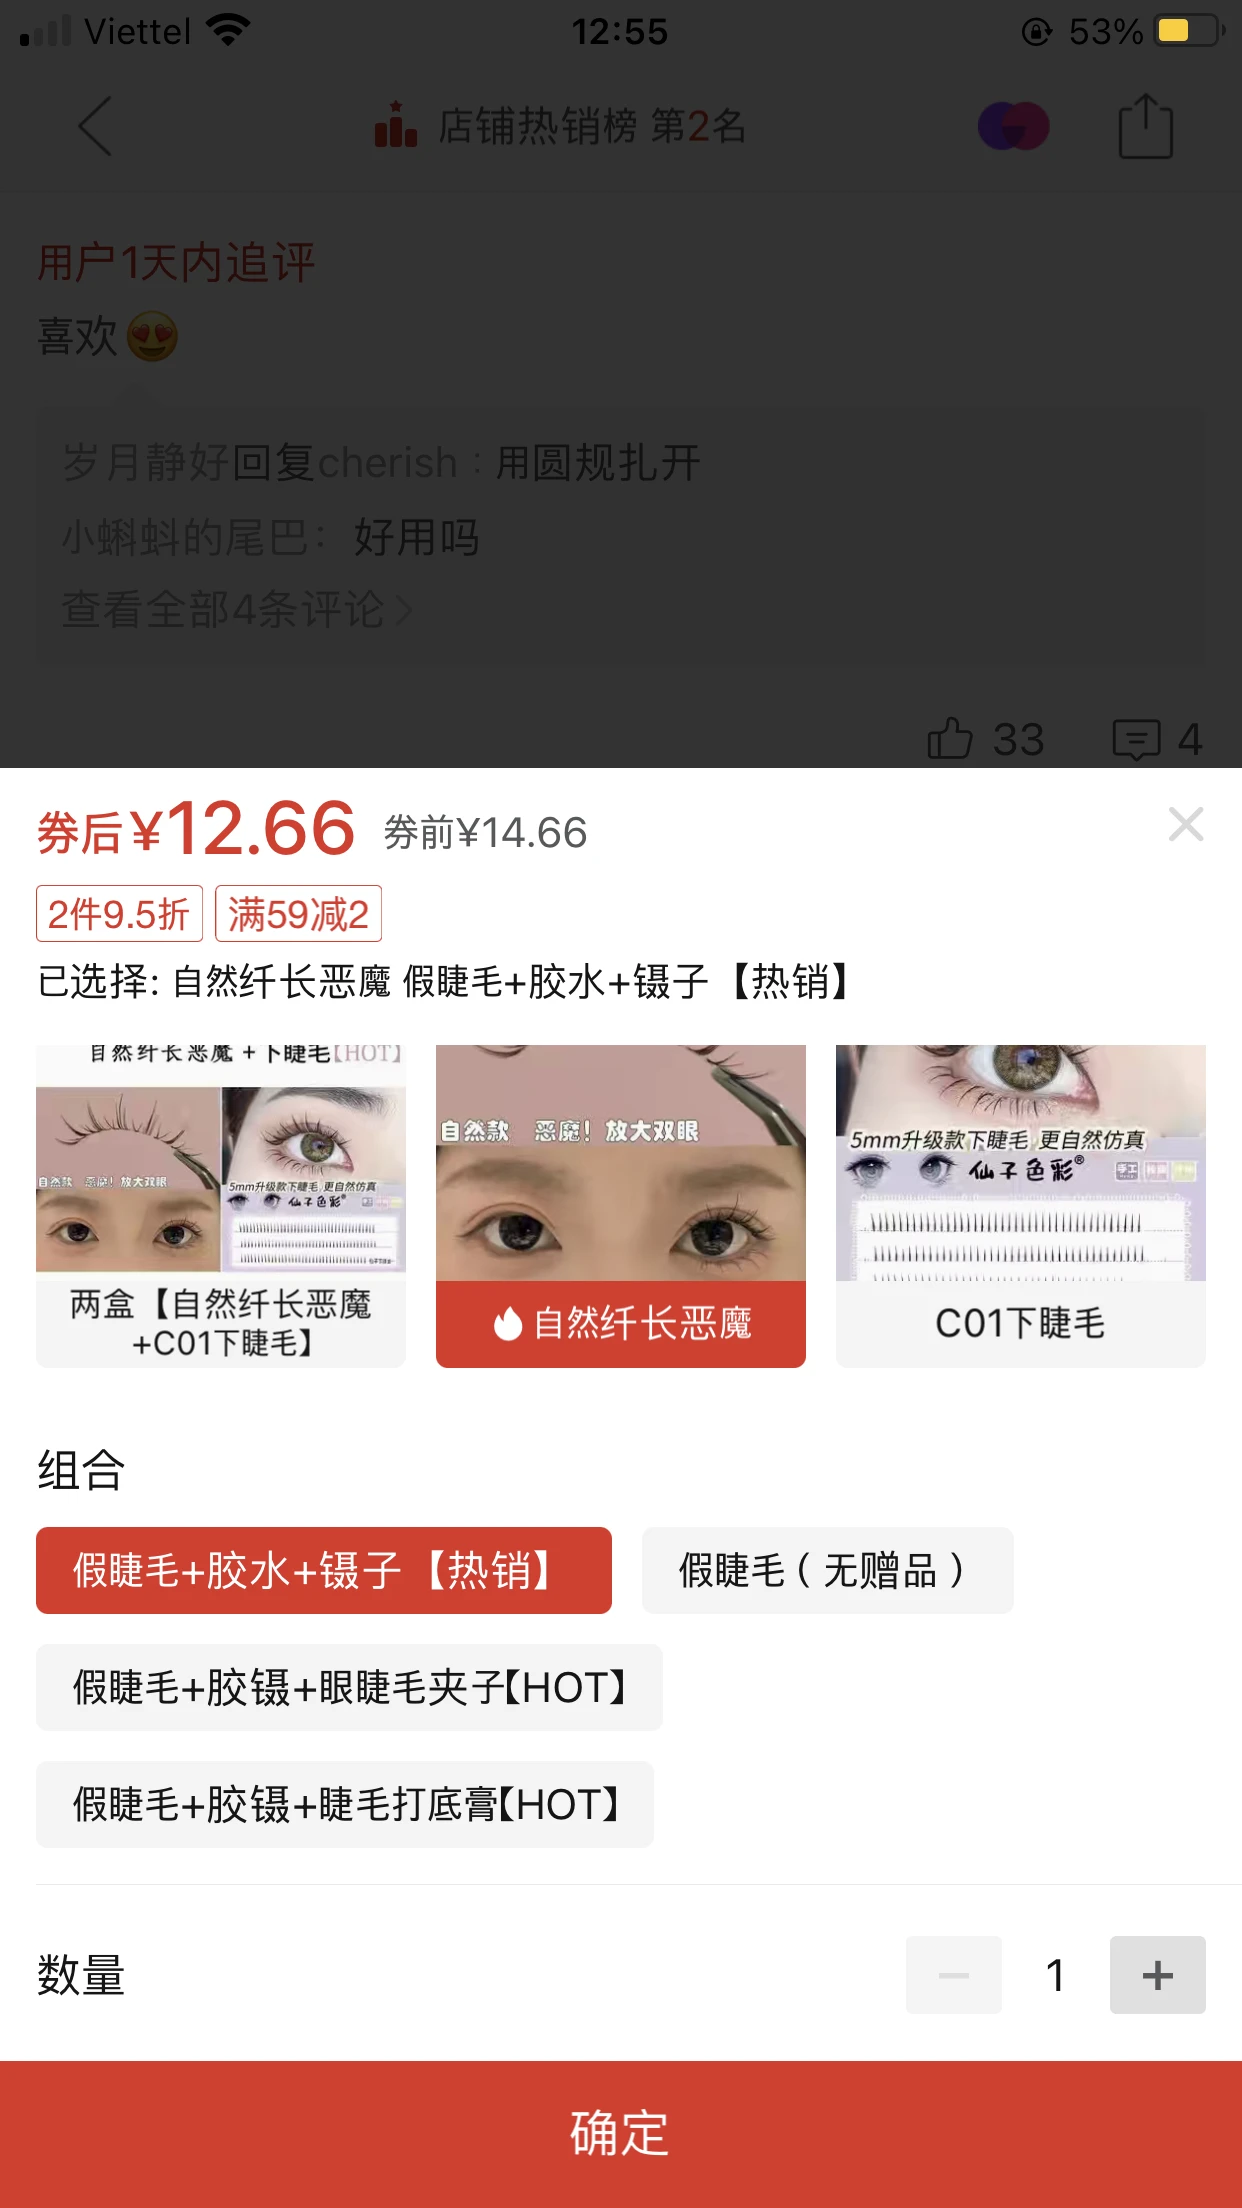 Viettel
12:55
53%
店铺热销榜 第2名
用户1天内追评
喜欢😍
岁月静好回复cherish：用圆规扎开
小蝌蚪的尾巴：好用吗
查看全部4条评论
33
4
券后¥12.66 券前¥14.66
2件9.5折 满59减2
已选择: 自然纤长恶魔 假睫毛+胶水+镊子【热销】
自然纤长恶魔 + 下睫毛【HOT】
自然款 恶魔！放大双眼
5mm升级款下睫毛 更自然仿真
仙子色彩®
两盒【自然纤长恶魔
+C01下睫毛】
自然款 恶魔！放大双眼
自然纤长恶魔
5mm升级款下睫毛 更自然仿真
仙子色彩®
手工
C01下睫毛
组合
假睫毛+胶水+镊子【热销】
假睫毛（无赠品）
假睫毛+胶镊+眼睫毛夹子【HOT】
假睫毛+胶镊+睫毛打底膏【HOT】
数量
1
确定